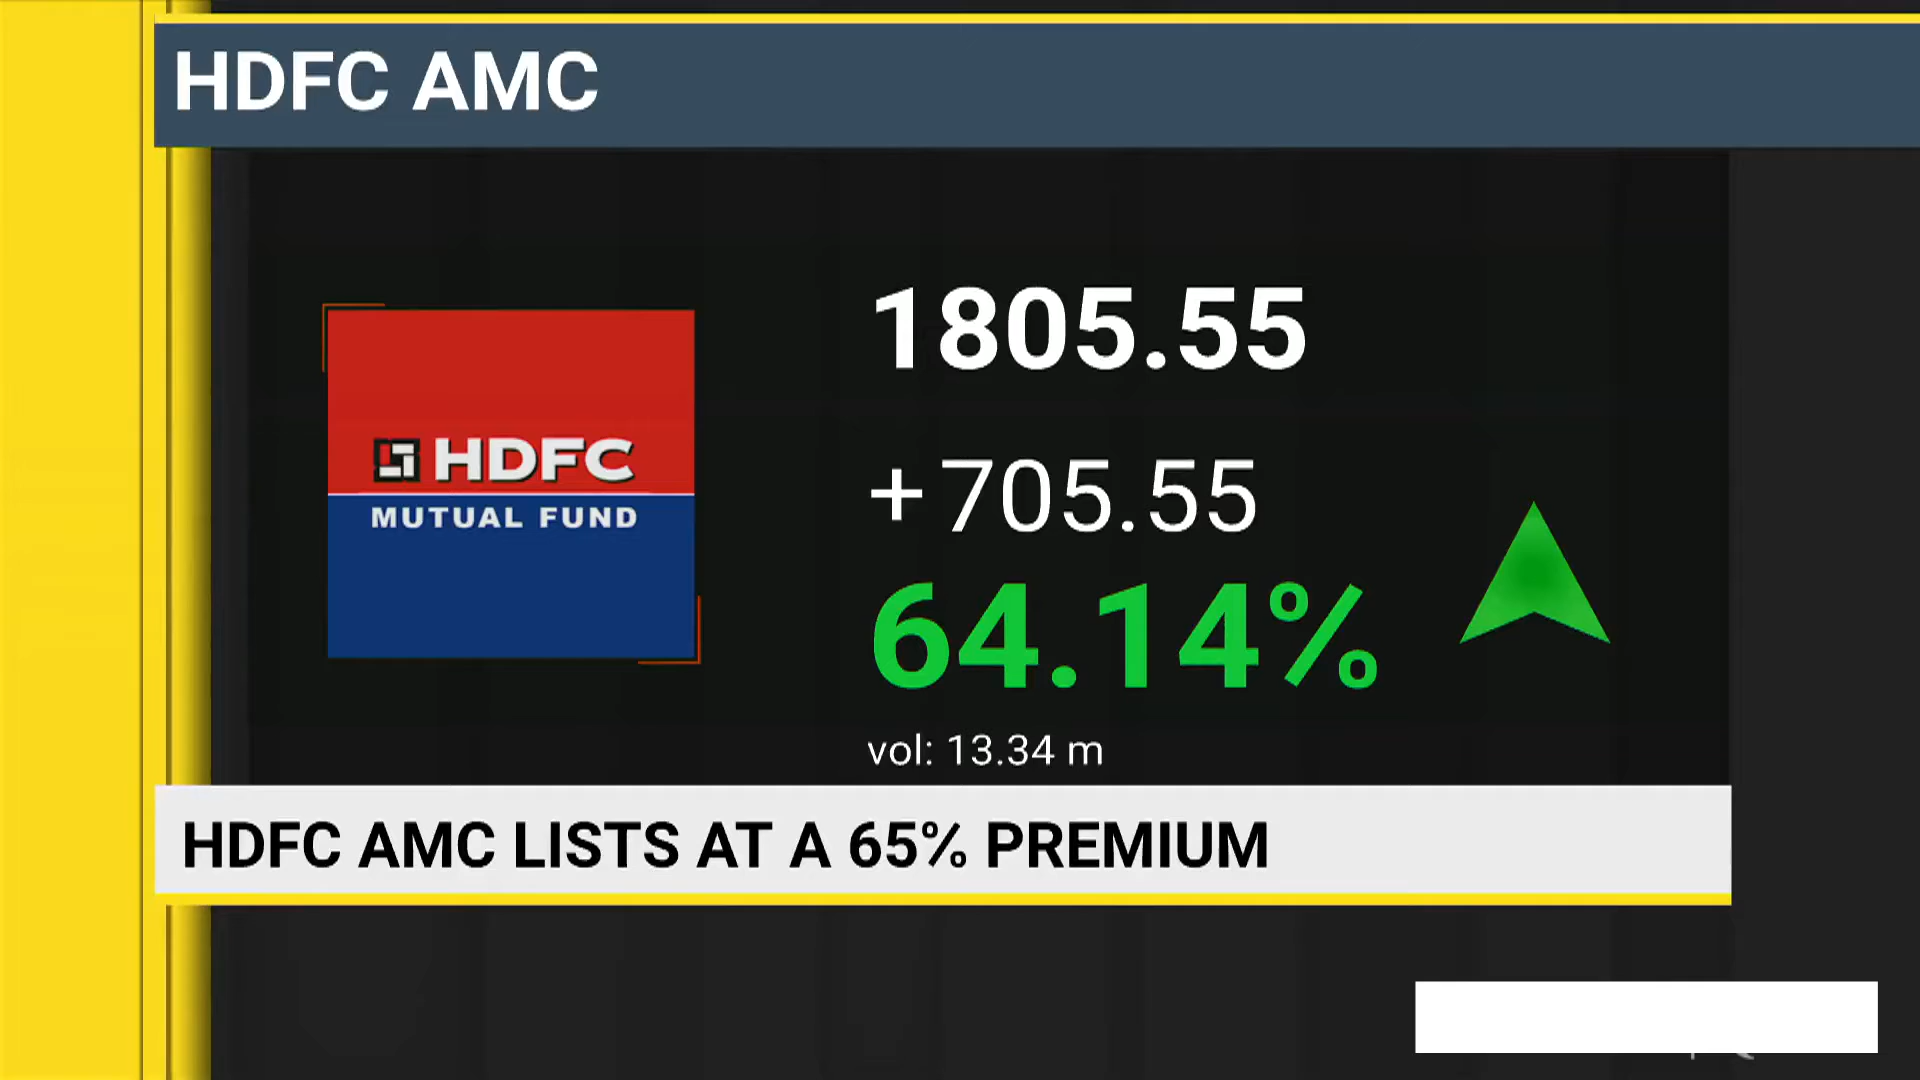 HDFC AMC
1805.55
HDFC
MUTUAL FUND
+705.55
64.14%
vol: 13.34 m
HDFC AMC LISTS AT A 65% PREMIUM